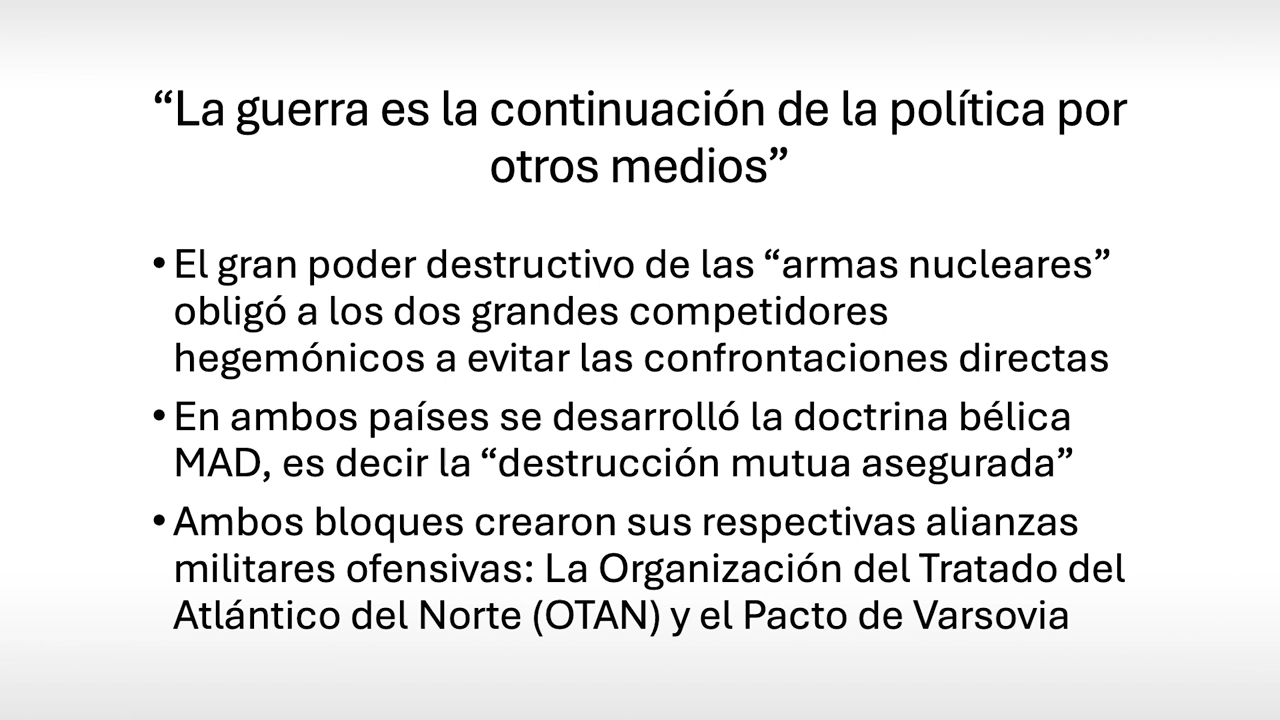 “La guerra es la continuación de la política por
otros medios”
• El gran poder destructivo de las “armas nucleares”
obligó a los dos grandes competidores
hegemónicos a evitar las confrontaciones directas
• En ambos países se desarrolló la doctrina bélica
MAD, es decir la “destrucción mutua asegurada”
• Ambos bloques crearon sus respectivas alianzas
militares ofensivas: La Organización del Tratado del
Atlántico del Norte (OTAN) y el Pacto de Varsovia